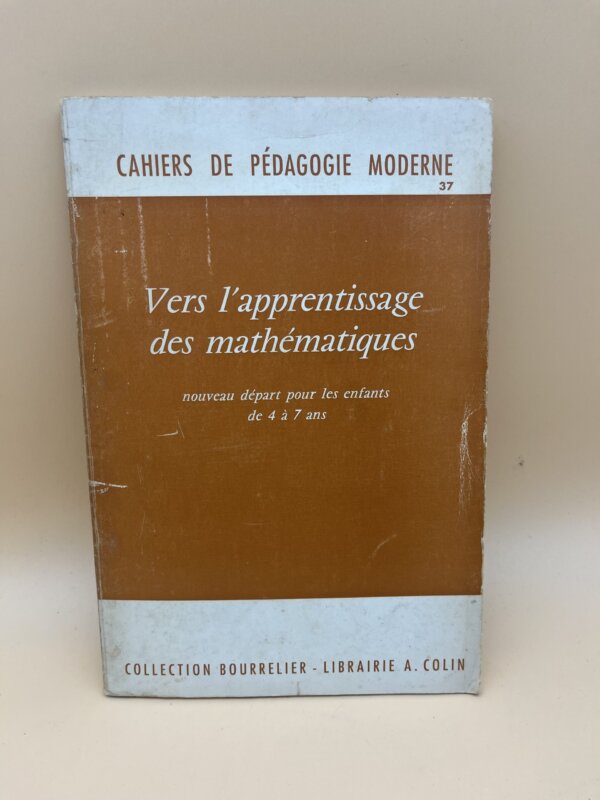 CAHIERS DE PÉDAGOGIE MODERNE
37
Vers l'apprentissage
des mathématiques
nouveau départ pour les enfants
de 4 à 7 ans
COLLECTION BOURRELIER - LIBRAIRIE A. COLIN